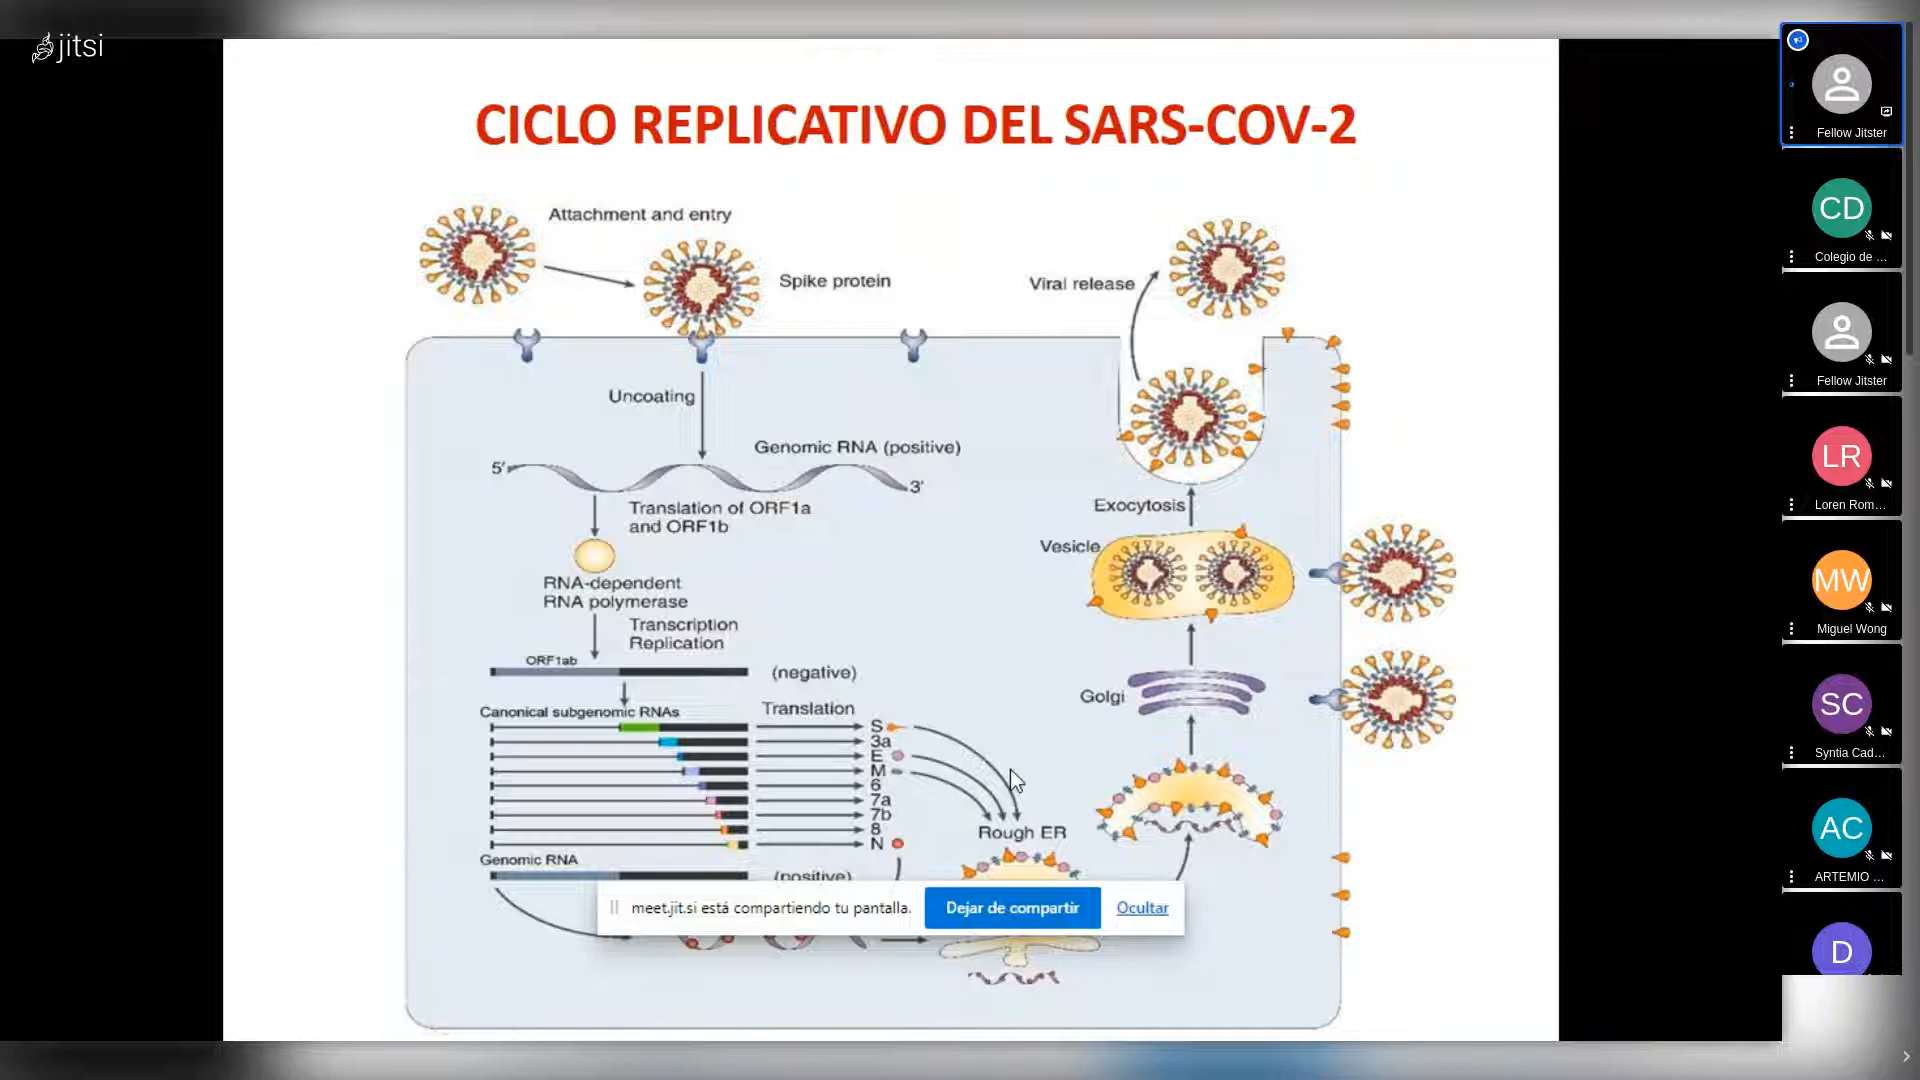 jitsi
CICLO REPLICATIVO DEL SARS-COV-2
Attachment and entry
Spike protein
Viral release
Uncoating
Genomic RNA (positive)
5'
3'
Translation of ORF1a
and ORF1b
Exocytosis
Vesicle
RNA-dependent
RNA polymerase
Transcription
Replication
ORF1ab
(negative)
Golgi
Canonical subgenomic RNAs
Translation
S
3a
E
M
6
7a
7b
8
N
Rough ER
Genomic RNA
(positive)
meet.jit.si está compartiendo tu pantalla.
Dejar de compartir
Ocultar
Fellow Jitster
CD
Colegio de ...
Fellow Jitster
LR
Loren Rom...
MW
Miguel Wong
SC
Syntia Cad...
AC
ARTEMIO ...
D